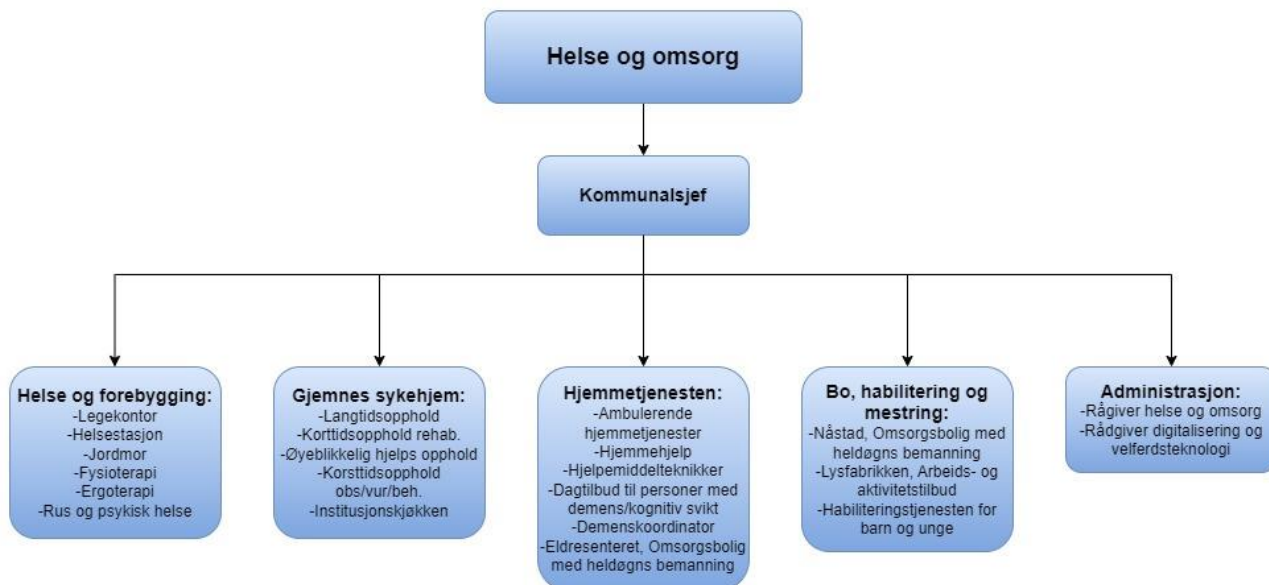 Helse og omsorg
Kommunalsjef
Helse og forebygging:
-Legekontor
-Helsestasjon
-Jordmor
-Fysioterapi
-Ergoterapi
-Rus og psykisk helse
Gjemnes sykehjem:
-Langtidsopphold
-Korttidsopphold rehab.
-Øyeblikkelig hjelps opphold
-Korsttidsopphold
obs/vur/beh.
-Institusjonskjøkken
Hjemmetjenesten:
-Ambulerende
hjemmetjenester
-Hjemmehjelp
-Hjelpemiddelteknikker
-Dagtilbud til personer med
demens/kognitiv svikt
-Demenskoordinator
-Eldresenteret, Omsorgsbolig
med heldøgns bemanning
Bo, habilitering og
mestring:
-Nåstad, Omsorgsbolig med
heldøgns bemanning
-Lysfabrikken, Arbeids- og
aktivitetstilbud
-Habiliteringstjenesten for
barn og unge
Administrasjon:
-Rågiver helse og omsorg
-Rådgiver digitalisering og
velferdsteknologi